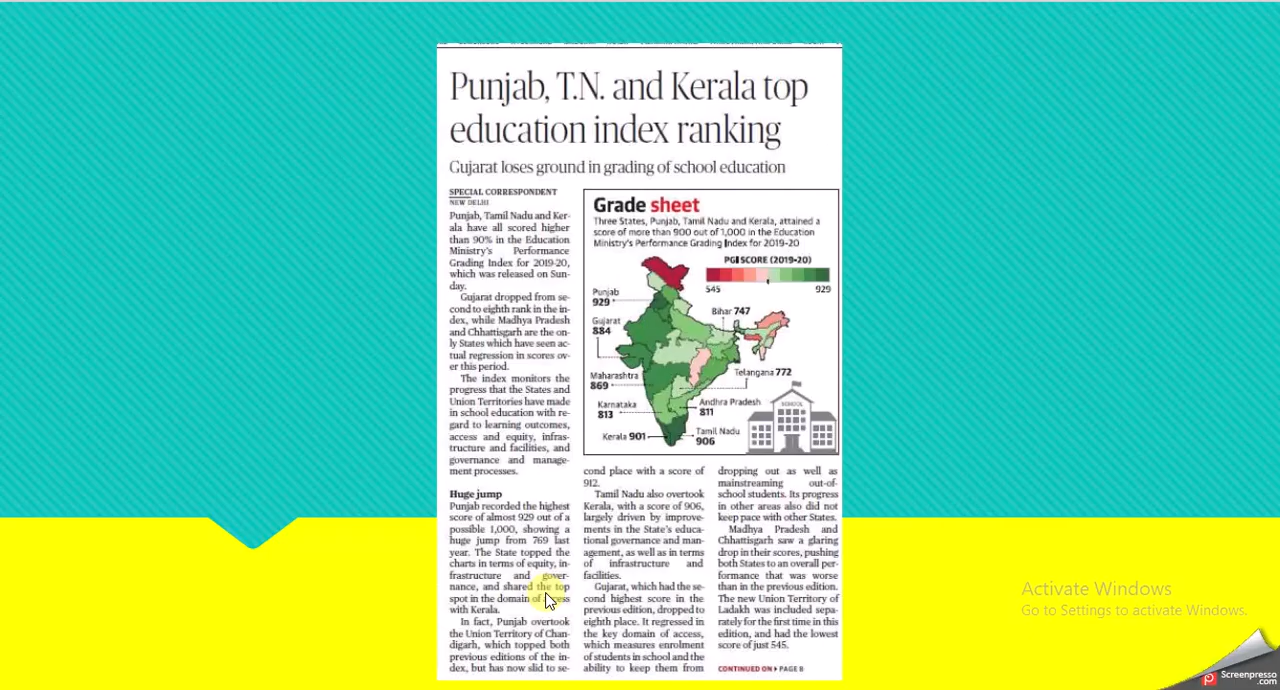 Punjab, T.N. and Kerala top
education index ranking
Gujarat loses ground in grading of school education
SPECIAL CORRESPONDENT
NEW DELHI
Punjab, Tamil Nadu and Ker-
ala have all scored higher
than 90% in the Education
Ministry's Performance
Grading Index for 2019-20,
which was released on Sun-
day.
Gujarat dropped from se-
cond to eighth rank in the in-
dex, while Madhya Pradesh
and Chhattisgarh are the on-
ly States which have seen ac-
tual regression in scores ov-
er this period.
The index monitors the
progress that the States and
Union Territories have made
in school education with re-
gard to learning outcomes,
access and equity, infras-
tructure and facilities, and
governance and manage-
ment processes.
Huge jump
Punjab recorded the highest
score of almost 929 out of a
possible 1,000, showing a
huge jump from 769 last
year. The State topped the
charts in terms of equity, in-
frastructure and gover-
nance, and shared the top
spot in the domain of
with Kerala.
In fact, Punjab overtook
the Union Territory of Chan-
digarh, which topped both
previous editions of the in-
dex, but has now slid to se-
Grade sheet
Three States, Punjab, Tamil Nadu and Kerala, attained a
score of more than 900 out of 1,000 in the Education
Ministry's Performance Grading Index for 2019-20
PGI SCORE (2019-20)
545 929
Punjab
929
Bihar 747
Gujarat
884
Telangana 772
Maharashtra
869
Karnataka
813
Andhra Pradesh
811
SCHOOL
Kerala 901
Tamil Nadu
906
cond place with a score of
912.
Tamil Nadu also overtook
Kerala, with a score of 906,
largely driven by improve-
ments in the State's educa-
tional governance and man-
agement, as well as in terms
of infrastructure and
facilities.
Gujarat, which had the se-
cond highest score in the
previous edition, dropped to
eighth place. It regressed in
the key domain of access,
which measures enrolment
of students in school and the
ability to keep them from
dropping out as well as
mainstreaming out-of-
school students. Its progress
in other areas also did not
keep pace with other States.
Madhya Pradesh and
Chhattisgarh saw a glaring
drop in their scores, pushing
both States to an overall per-
formance that was worse
than in the previous edition.
The new Union Territory of
Ladakh was included sepa-
rately for the first time in this
edition, and had the lowest
score of just 545.
CONTINUED ON PAGE 8
Activate Windows
Go to Settings to activate Windows.
Screenpresso
.com